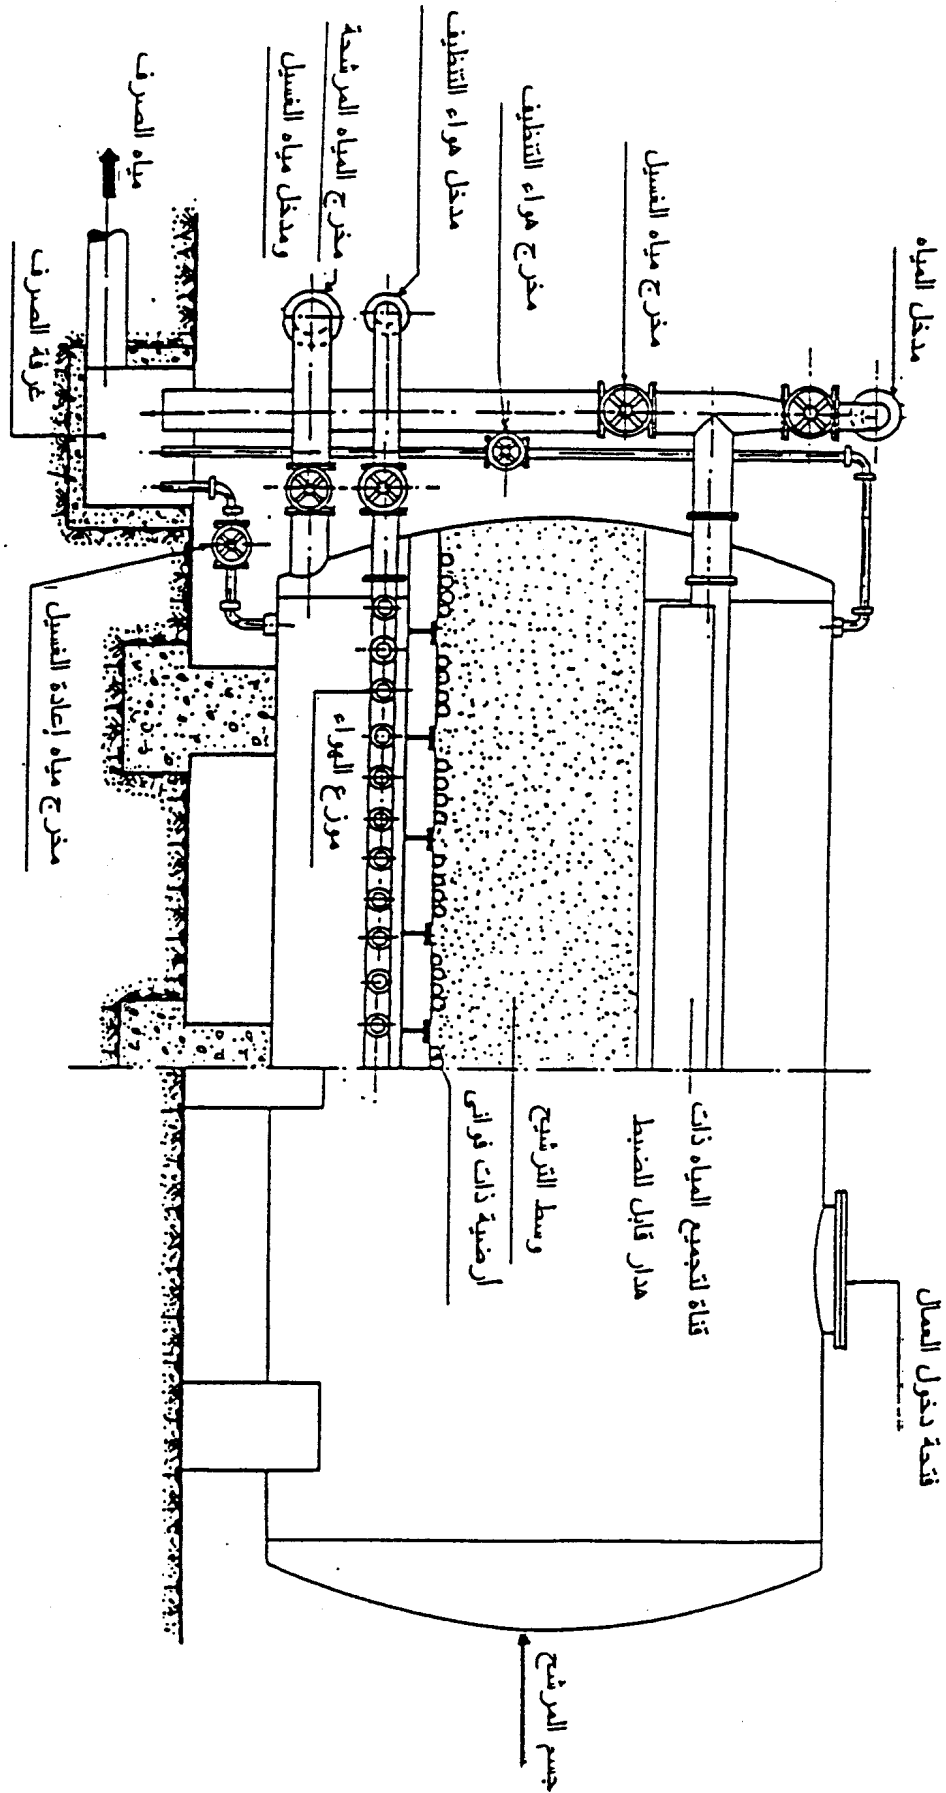 مدخل المياه
مخرج مياه الغسيل
مخرج هواء التنظيف
مدخل هواء التنظيف
مخرج المياه المرشحة
ومدخل مياه الغسيل
مياه الصرف
غرفة الصرف
مخرج مياه إعادة الغسيل
موزع الهواء
فتحة دخول العمال
قناة لتجميع المياه ذات
مدار قابل للضبط
وسط الترشيح
ارضية ذات فوانى
جسم المرشح